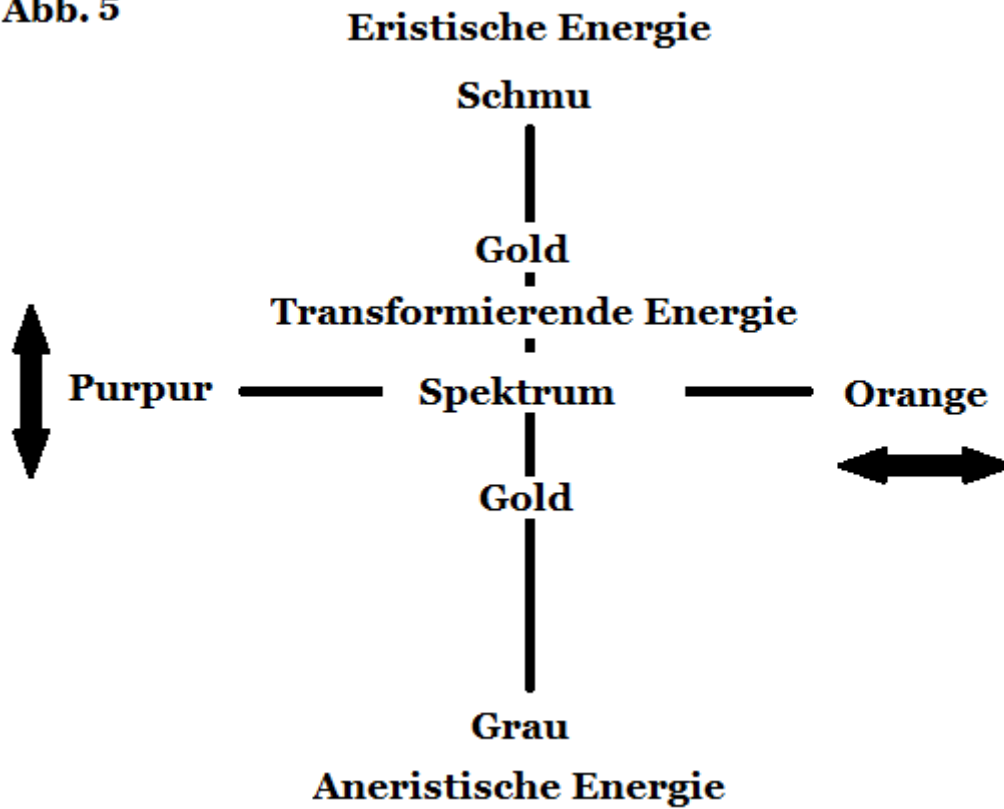 Abb. 5
Eristische Energie
Schmu
Gold
Transformierende Energie
Purpur Spektrum Orange
Gold
Grau
Aneristische Energie